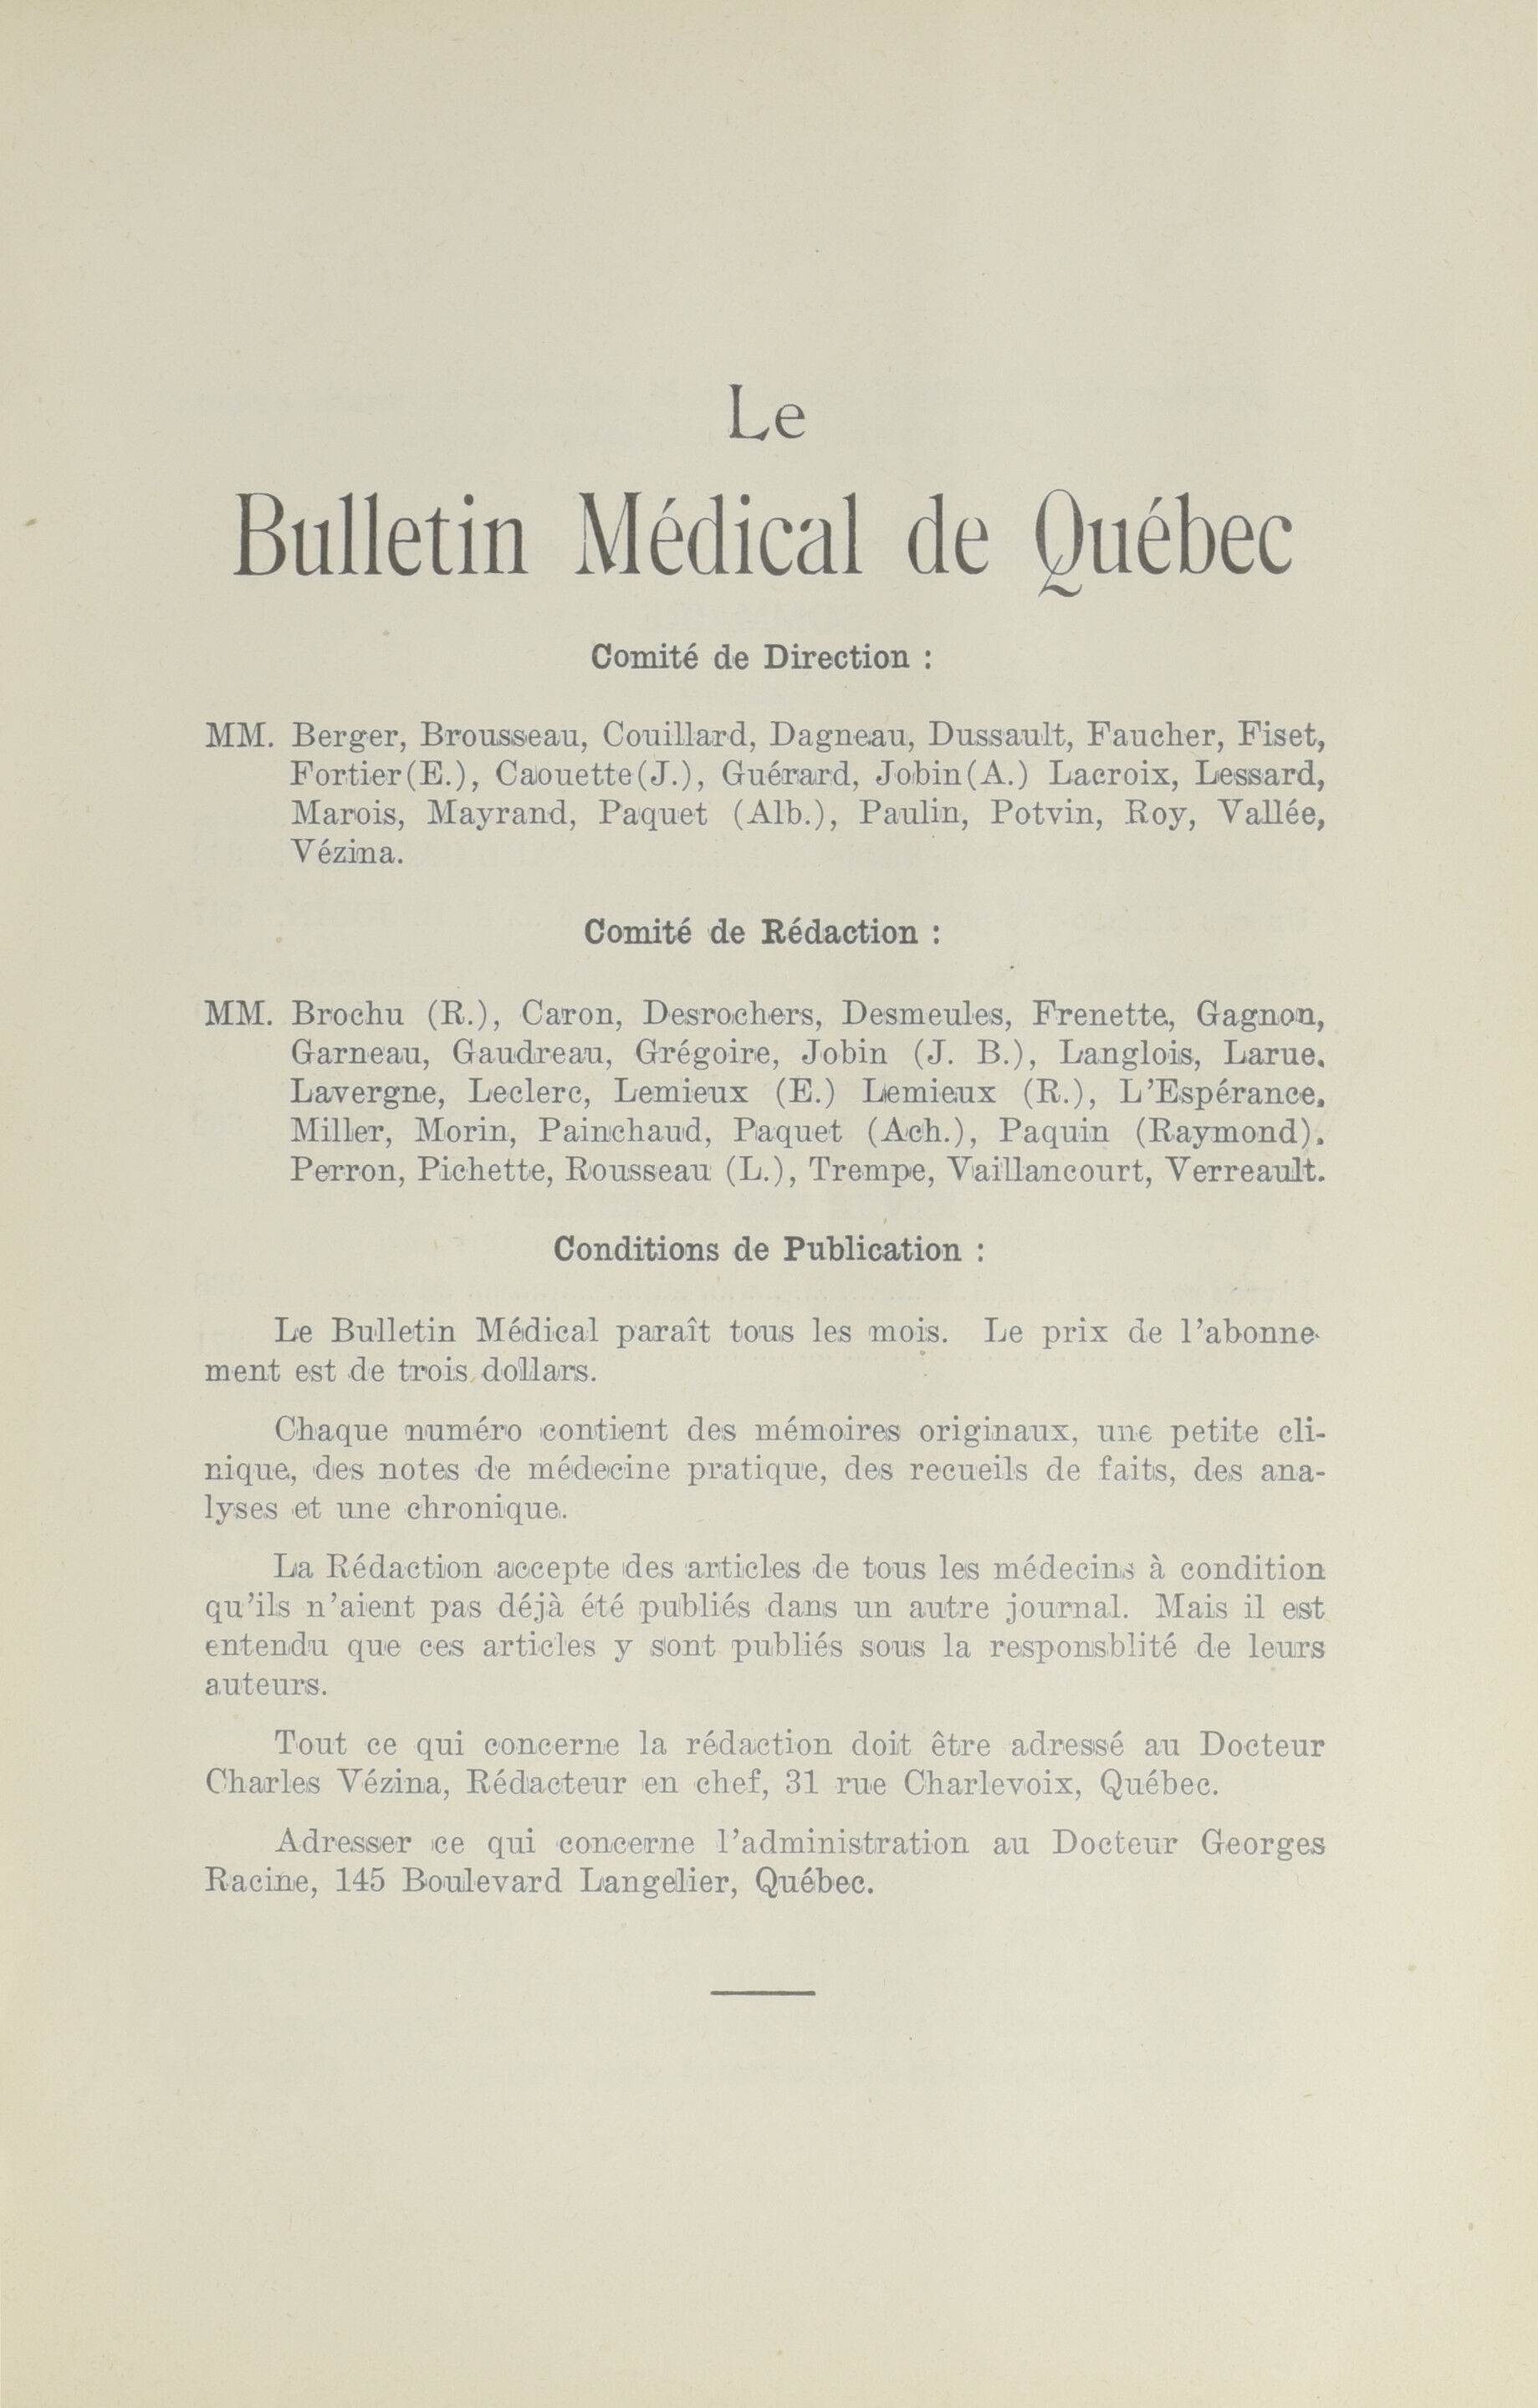 Le
Bulletin Médical de Québec
Comité de Direction :
MM. Berger, Brousseau, Couillard, Dagneau, Dussault, Faucher, Fiset,
Fortier(E.), Caouette(J.), Guérard, Jobin(A.) Lacroix, Lessard,
Marois, Mayrand, Paquet (Alb.), Paulin, Potvin, Roy, Vallée,
Vézina.
Comité de Rédaction :
MM. Brochu (R.), Caron, Desrochers, Desmeules, Frenette, Gagnon,
Garneau, Gaudreau, Grégoire, Jobin (J. B.), Langlois, Larue.
Lavergne, Leclerc, Lemieux (E.) Lemieux (R.), L'Espérance.
Miller, Morin, Painchaud, Paquet (Ach.), Paquin (Raymond).
Perron, Pichette, Rousseau (L.), Trempe, Vaillancourt, Verreault.
Conditions de Publication :
Le Bulletin Médical paraît tous les mois. Le prix de l'abonne-
ment est de trois dollars.
Chaque numéro contient des mémoires originaux, une petite cli-
nique, des notes de médecine pratique, des recueils de faits, des ana-
lyses et une chronique.
La Rédaction accepte des articles de tous les médecins à condition
qu'ils n'aient pas déjà été publiés dans un autre journal. Mais il est
entendu que ces articles y sont publiés sous la responsblité de leurs
auteurs.
Tout ce qui concerne la rédaction doit être adressé au Docteur
Charles Vézina, Rédacteur en chef, 31 rue Charlevoix, Québec.
Adresser ce qui concerne l'administration au Docteur Georges
Racine, 145 Boulevard Langelier, Québec.